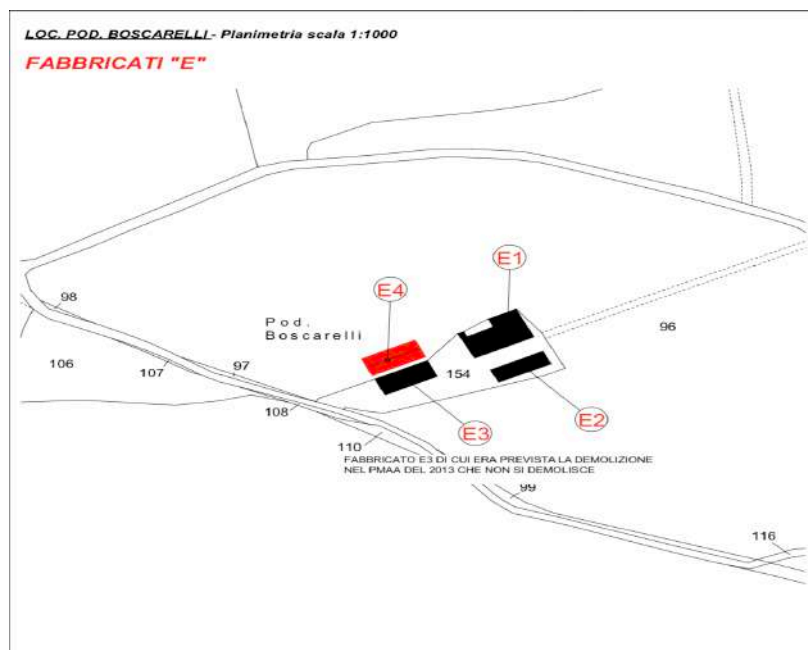 LOC. POD. BOSCARELLI - Planimetria scala 1:1000
FABBRICATI "E"
E1
E4
98
Pod.
Boscarelli
96
106
107
97
154
108
E2
E3
110
FABBRICATO E3 DI CUI ERA PREVISTA LA DEMOLIZIONE
NEL PMAA DEL 2013 CHE NON SI DEMOLISCE
99
116